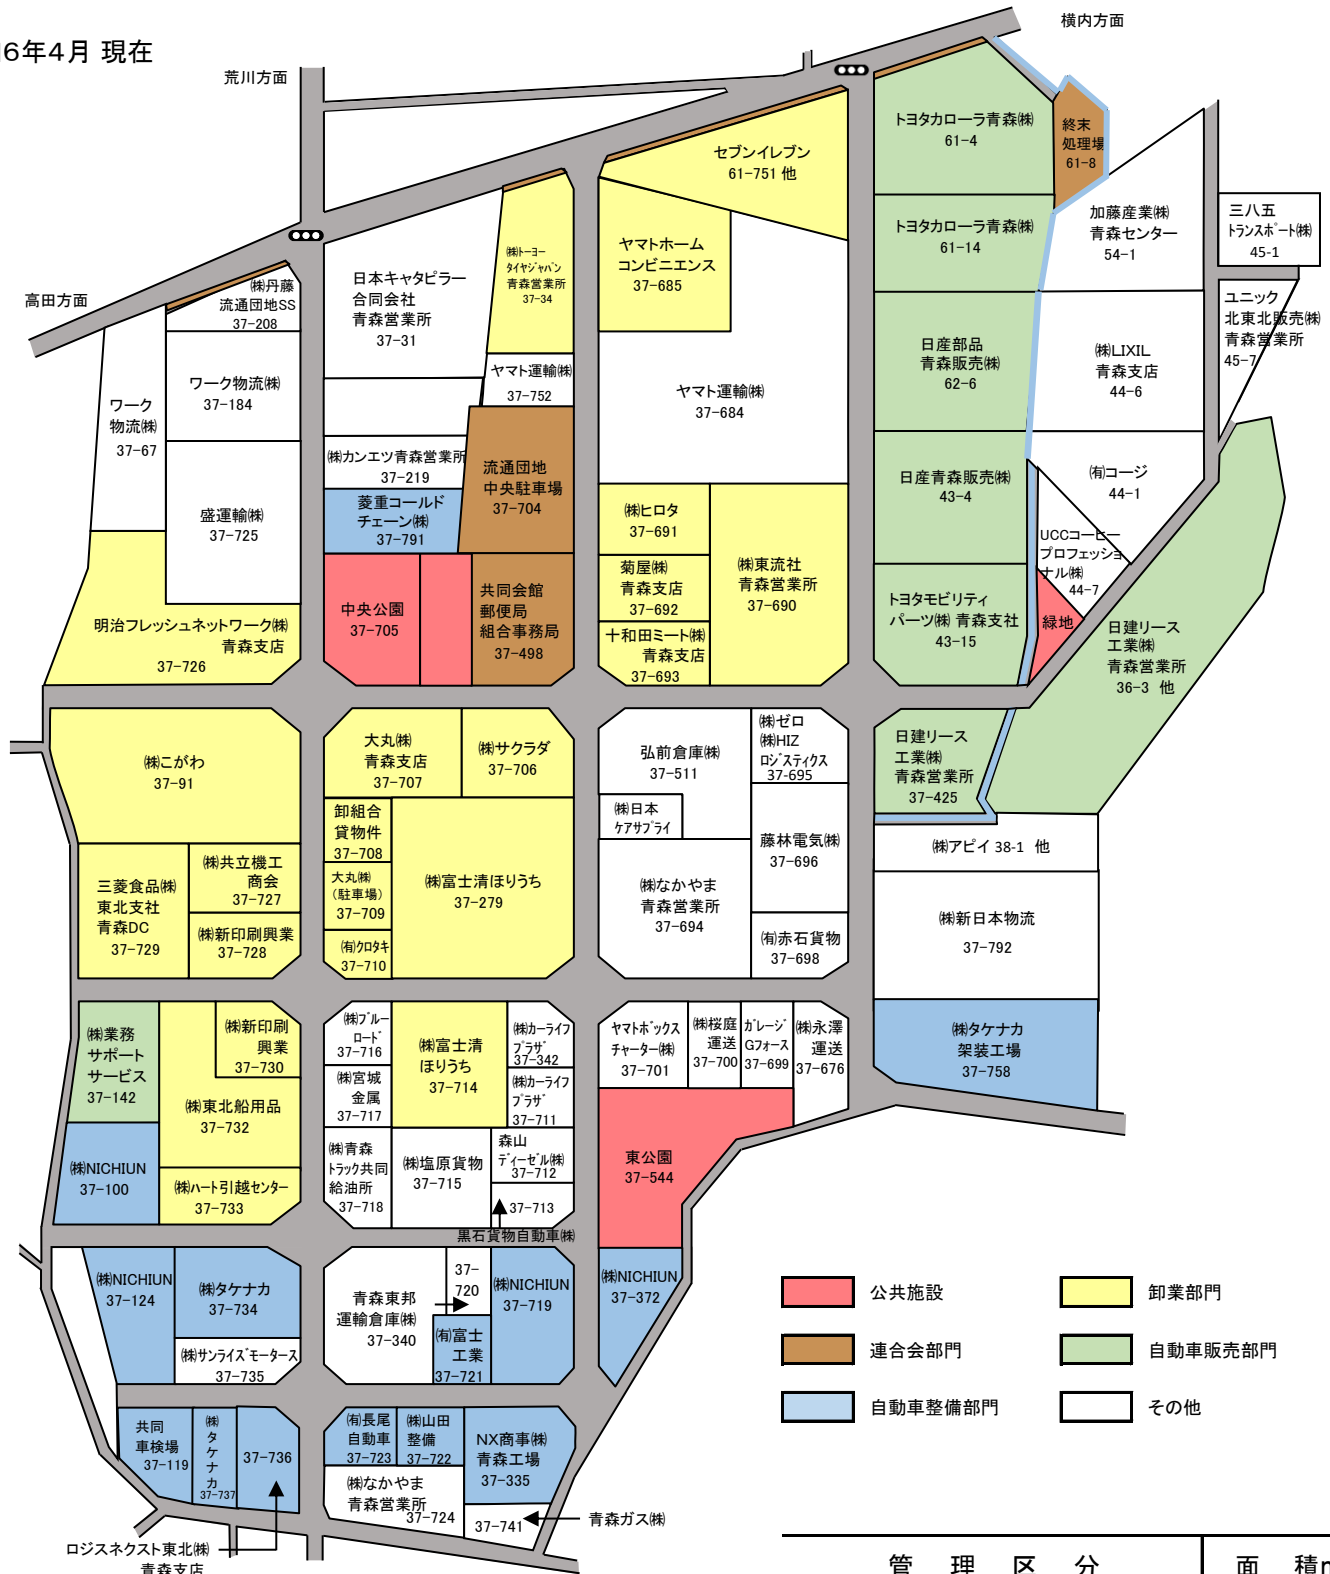 6年4月 現在
横内方面
荒川方面
高田方面
トヨタカローラ青森㈱
61-4
終末
処理場
61-8
セブンイレブン
61-751 他
加藤産業㈱
青森センター
54-1
三八五
トランスポート㈱
45-1
トヨタカローラ青森㈱
61-14
ヤマトホーム
コンビニエンス
37-685
㈱トーヨー
タイヤジャパン
青森営業所
37-34
日本キャタピラー
合同会社
青森営業所
37-31
㈱丹藤
流通団地SS
37-208
ユニック
北東北販売㈱
青森営業所
45-7
日産部品
青森販売㈱
62-6
㈱LIXIL
青森支店
44-6
ワーク物流㈱
37-184
ヤマト運輸㈱
37-752
ヤマト運輸㈱
37-684
ワーク
物流㈱
37-67
㈱カンエツ青森営業所
37-219
流通団地
中央駐車場
37-704
日産青森販売㈱
43-4
㈲コージ
44-1
盛運輸㈱
37-725
菱重コールド
チェーン㈱
37-791
㈱ヒロタ
37-691
㈱東流社
青森営業所
37-690
UCCコーヒー
プロフェッショ
ナル㈱
44-7
菊屋㈱
青森支店
37-692
中央公園
37-705
共同会館
郵便局
組合事務局
37-498
トヨタモビリティ
パーツ㈱ 青森支社
43-15
緑地
明治フレッシュネットワーク㈱
青森支店
37-726
十和田ミート㈱
青森支店
37-693
日建リース
工業㈱
青森営業所
36-3 他
㈱こがわ
37-91
大丸㈱
青森支店
37-707
㈱サクラダ
37-706
弘前倉庫㈱
37-511
㈱ゼロ
㈱HIZ
ロジスティクス
37-695
日建リース
工業㈱
青森営業所
37-425
卸組合
貸物件
37-708
㈱日本
ケアサプライ
藤林電気㈱
37-696
㈱アピイ 38-1 他
三菱食品㈱
東北支社
青森DC
37-729
㈱共立機工
商会
37-727
大丸㈱
（駐車場）
37-709
㈱富士清ほりうち
37-279
㈱なかやま
青森営業所
37-694
㈱新日本物流
37-792
㈱新印刷興業
37-728
㈲クロタキ
37-710
㈲赤石貨物
37-698
㈱業務
サポート
サービス
37-142
㈱新印刷
興業
37-730
㈱ブルー
ロード
37-716
㈱富士清
ほりうち
37-714
㈱カーライフ
プラザ
37-342
ヤマトボックス
チャーター㈱
37-701
㈱桜庭
運送
37-700
ガレージ
Gフォース
37-699
㈱永澤
運送
37-676
㈱タケナカ
架装工場
37-758
㈱東北船用品
37-732
㈱宮城
金属
37-717
㈱カーライフ
プラザ
37-711
㈱NICHIUN
37-100
㈱ハート引越センター
37-733
㈱青森
トラック共同
給油所
37-718
㈱塩原貨物
37-715
森山
ディーゼル㈱
37-712
37-713
黒石貨物自動車㈱
東公園
37-544
㈱NICHIUN
37-124
㈱タケナカ
37-734
青森東邦
運輸倉庫㈱
37-340
37-
720
㈱NICHIUN
37-719
㈱NICHIUN
37-372
㈱サンライズモータース
37-735
㈲富士
工業
37-721
公共施設
卸業部門
連合会部門
自動車販売部門
自動車整備部門
その他
共同
車検場
37-119
㈱
タ
ケ
ナ
カ
37-737
37-736
㈲長尾
自動車
37-723
㈱山田
整備
37-722
NX商事㈱
青森工場
37-335
㈱なかやま
青森営業所
37-724
37-741
青森ガス㈱
ロジスネクスト東北㈱
青森支店
管 理 区 分
面 積m